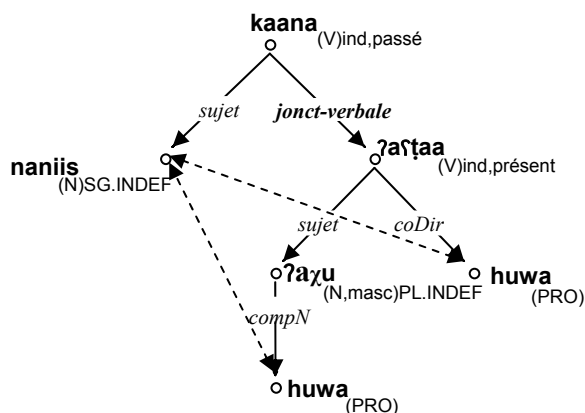 kaana(V)ind,passé
sujet jonct-verbale
naniis(N)SG.INDEF ʔaʕṭaa(V)ind,présent
sujet coDir
ʔaχu(N,masc)PL.INDEF huwa(PRO)
compN
huwa(PRO)